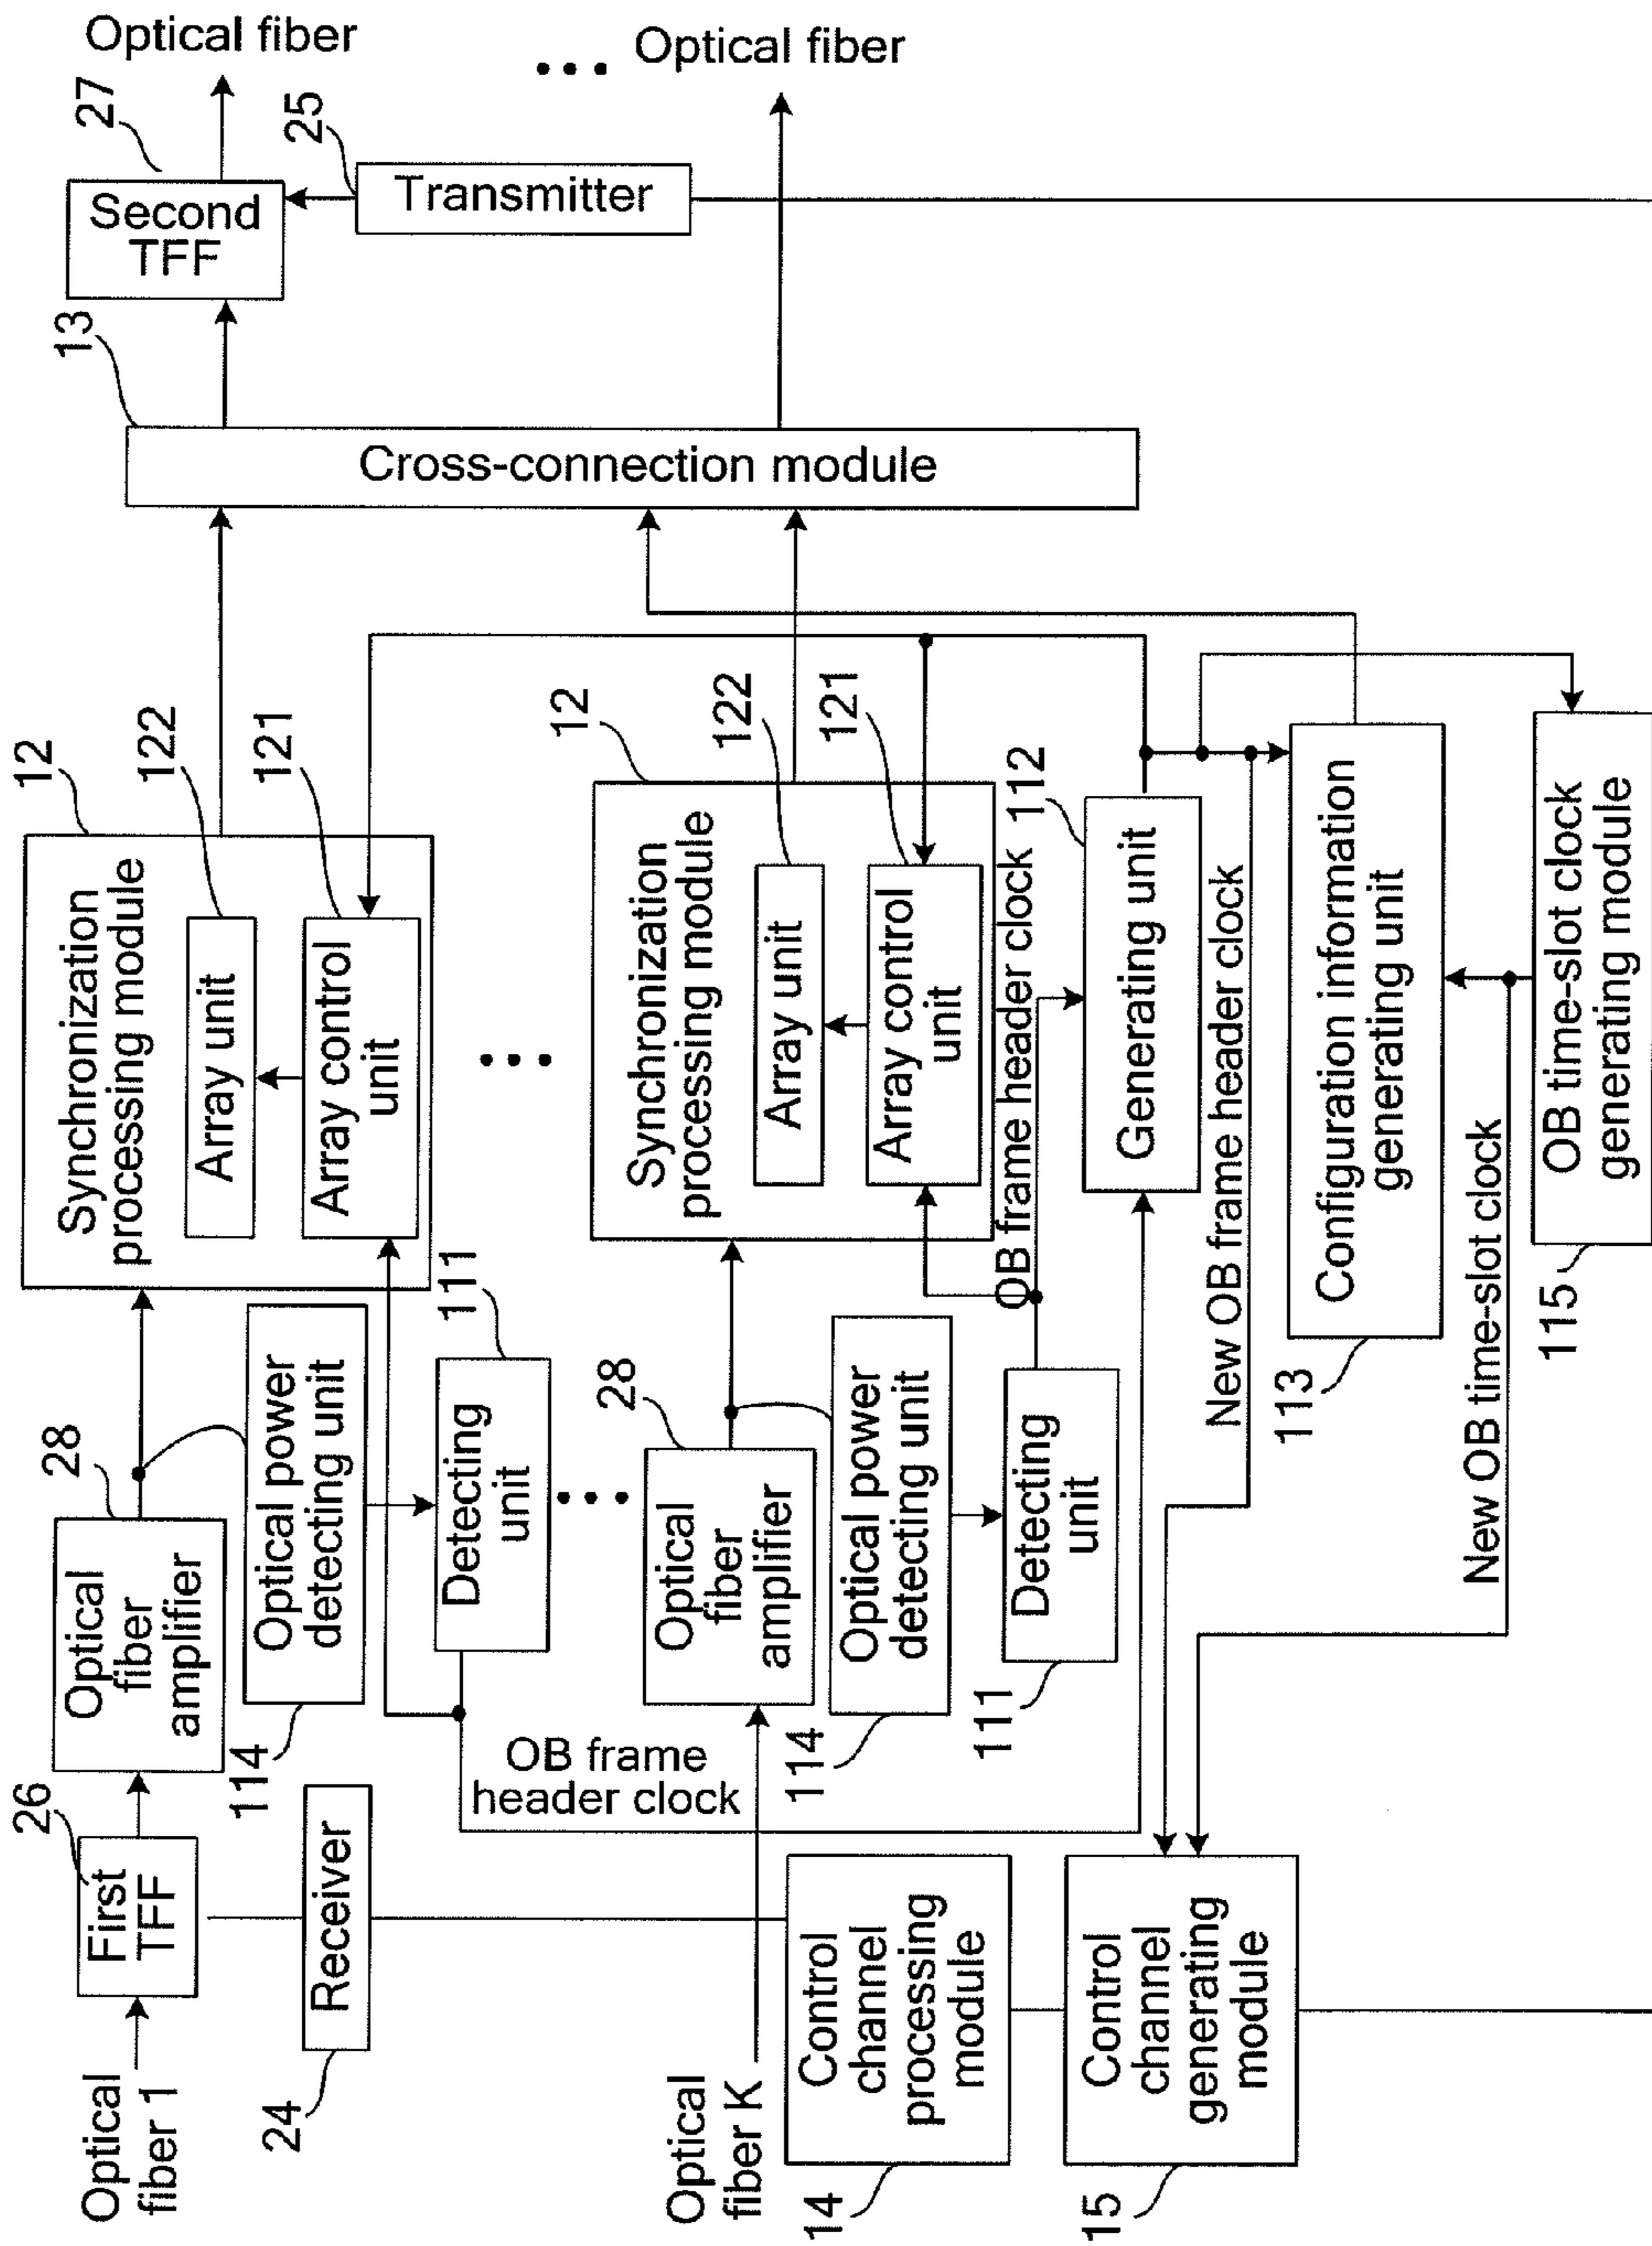 Optical
fiber 1
26
First
TFF
28
Optical
fiber
amplifier
12
Synchronization
processing module
122
Array unit
121
Array control
unit
13
Cross-connection module
27
Second
TFF
Optical fiber
25
Transmitter
24
Receiver
114
Optical power
detecting unit
111
Detecting
unit
OB frame
header clock
•••
•••
••• Optical fiber
Optical
fiber K
28
Optical
fiber
amplifier
12
Synchronization
processing module
122
Array unit
121
Array control
unit
114
Optical power
detecting unit
111
Detecting
unit
OB frame header clock
112
Generating unit
New OB frame header clock
14
Control
channel
processing
module
15
Control
channel
generating
module
113
Configuration information
generating unit
New OB time-slot clock
115
OB time-slot clock
generating module